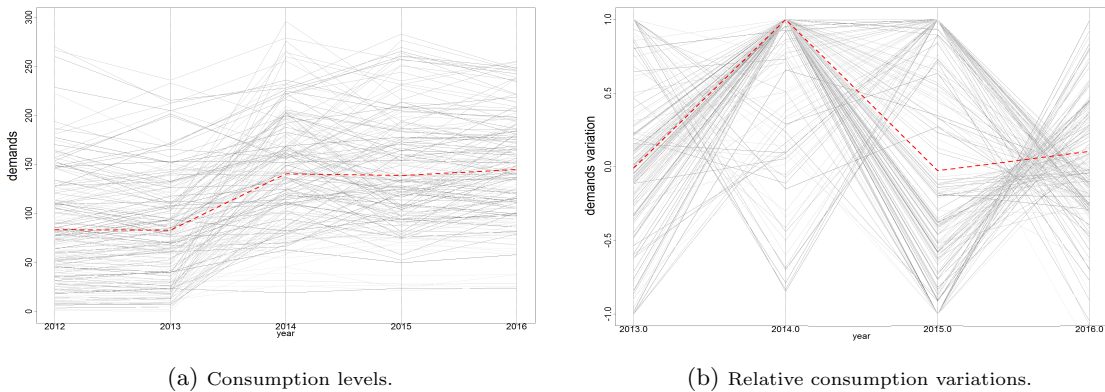 300
250
200
150
100
50
0
demands
2012 2013 2014 2015 2016
year
1.0
0.5
0.0
-0.5
-1.0
demands variation
2013.0 2014.0 2015.0 2016.0
year
(a) Consumption levels.
(b) Relative consumption variations.